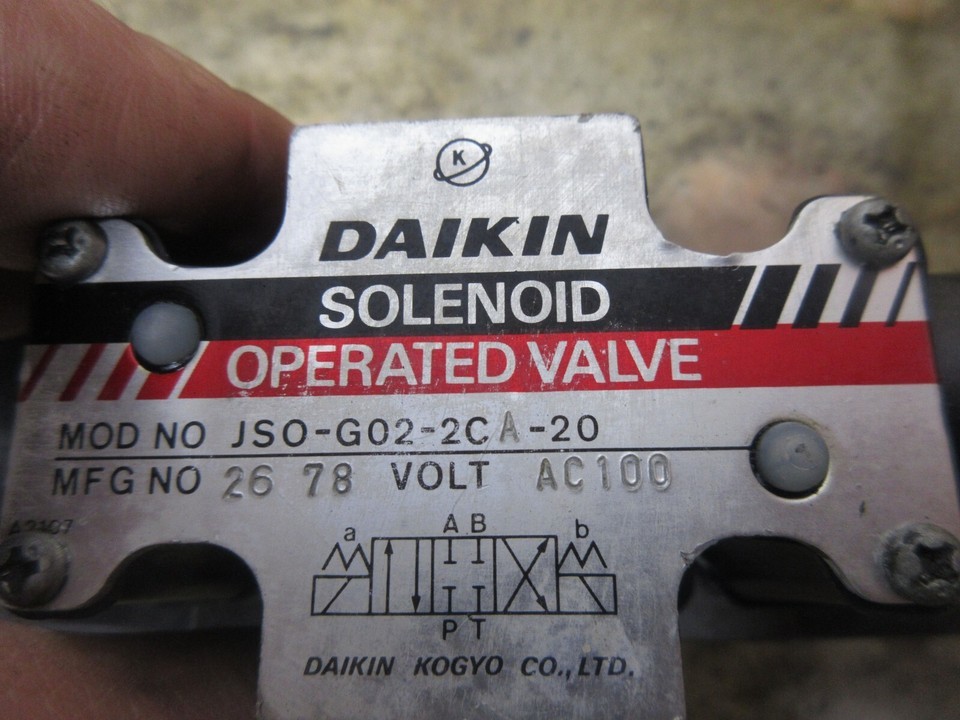 K
DAIKIN
SOLENOID
OPERATED VALVE
MOD NO JSO-G02-2CA-20
MFG NO 26 78 VOLT AC100
a A B b
P T
DAIKIN KOGYO CO., LTD.